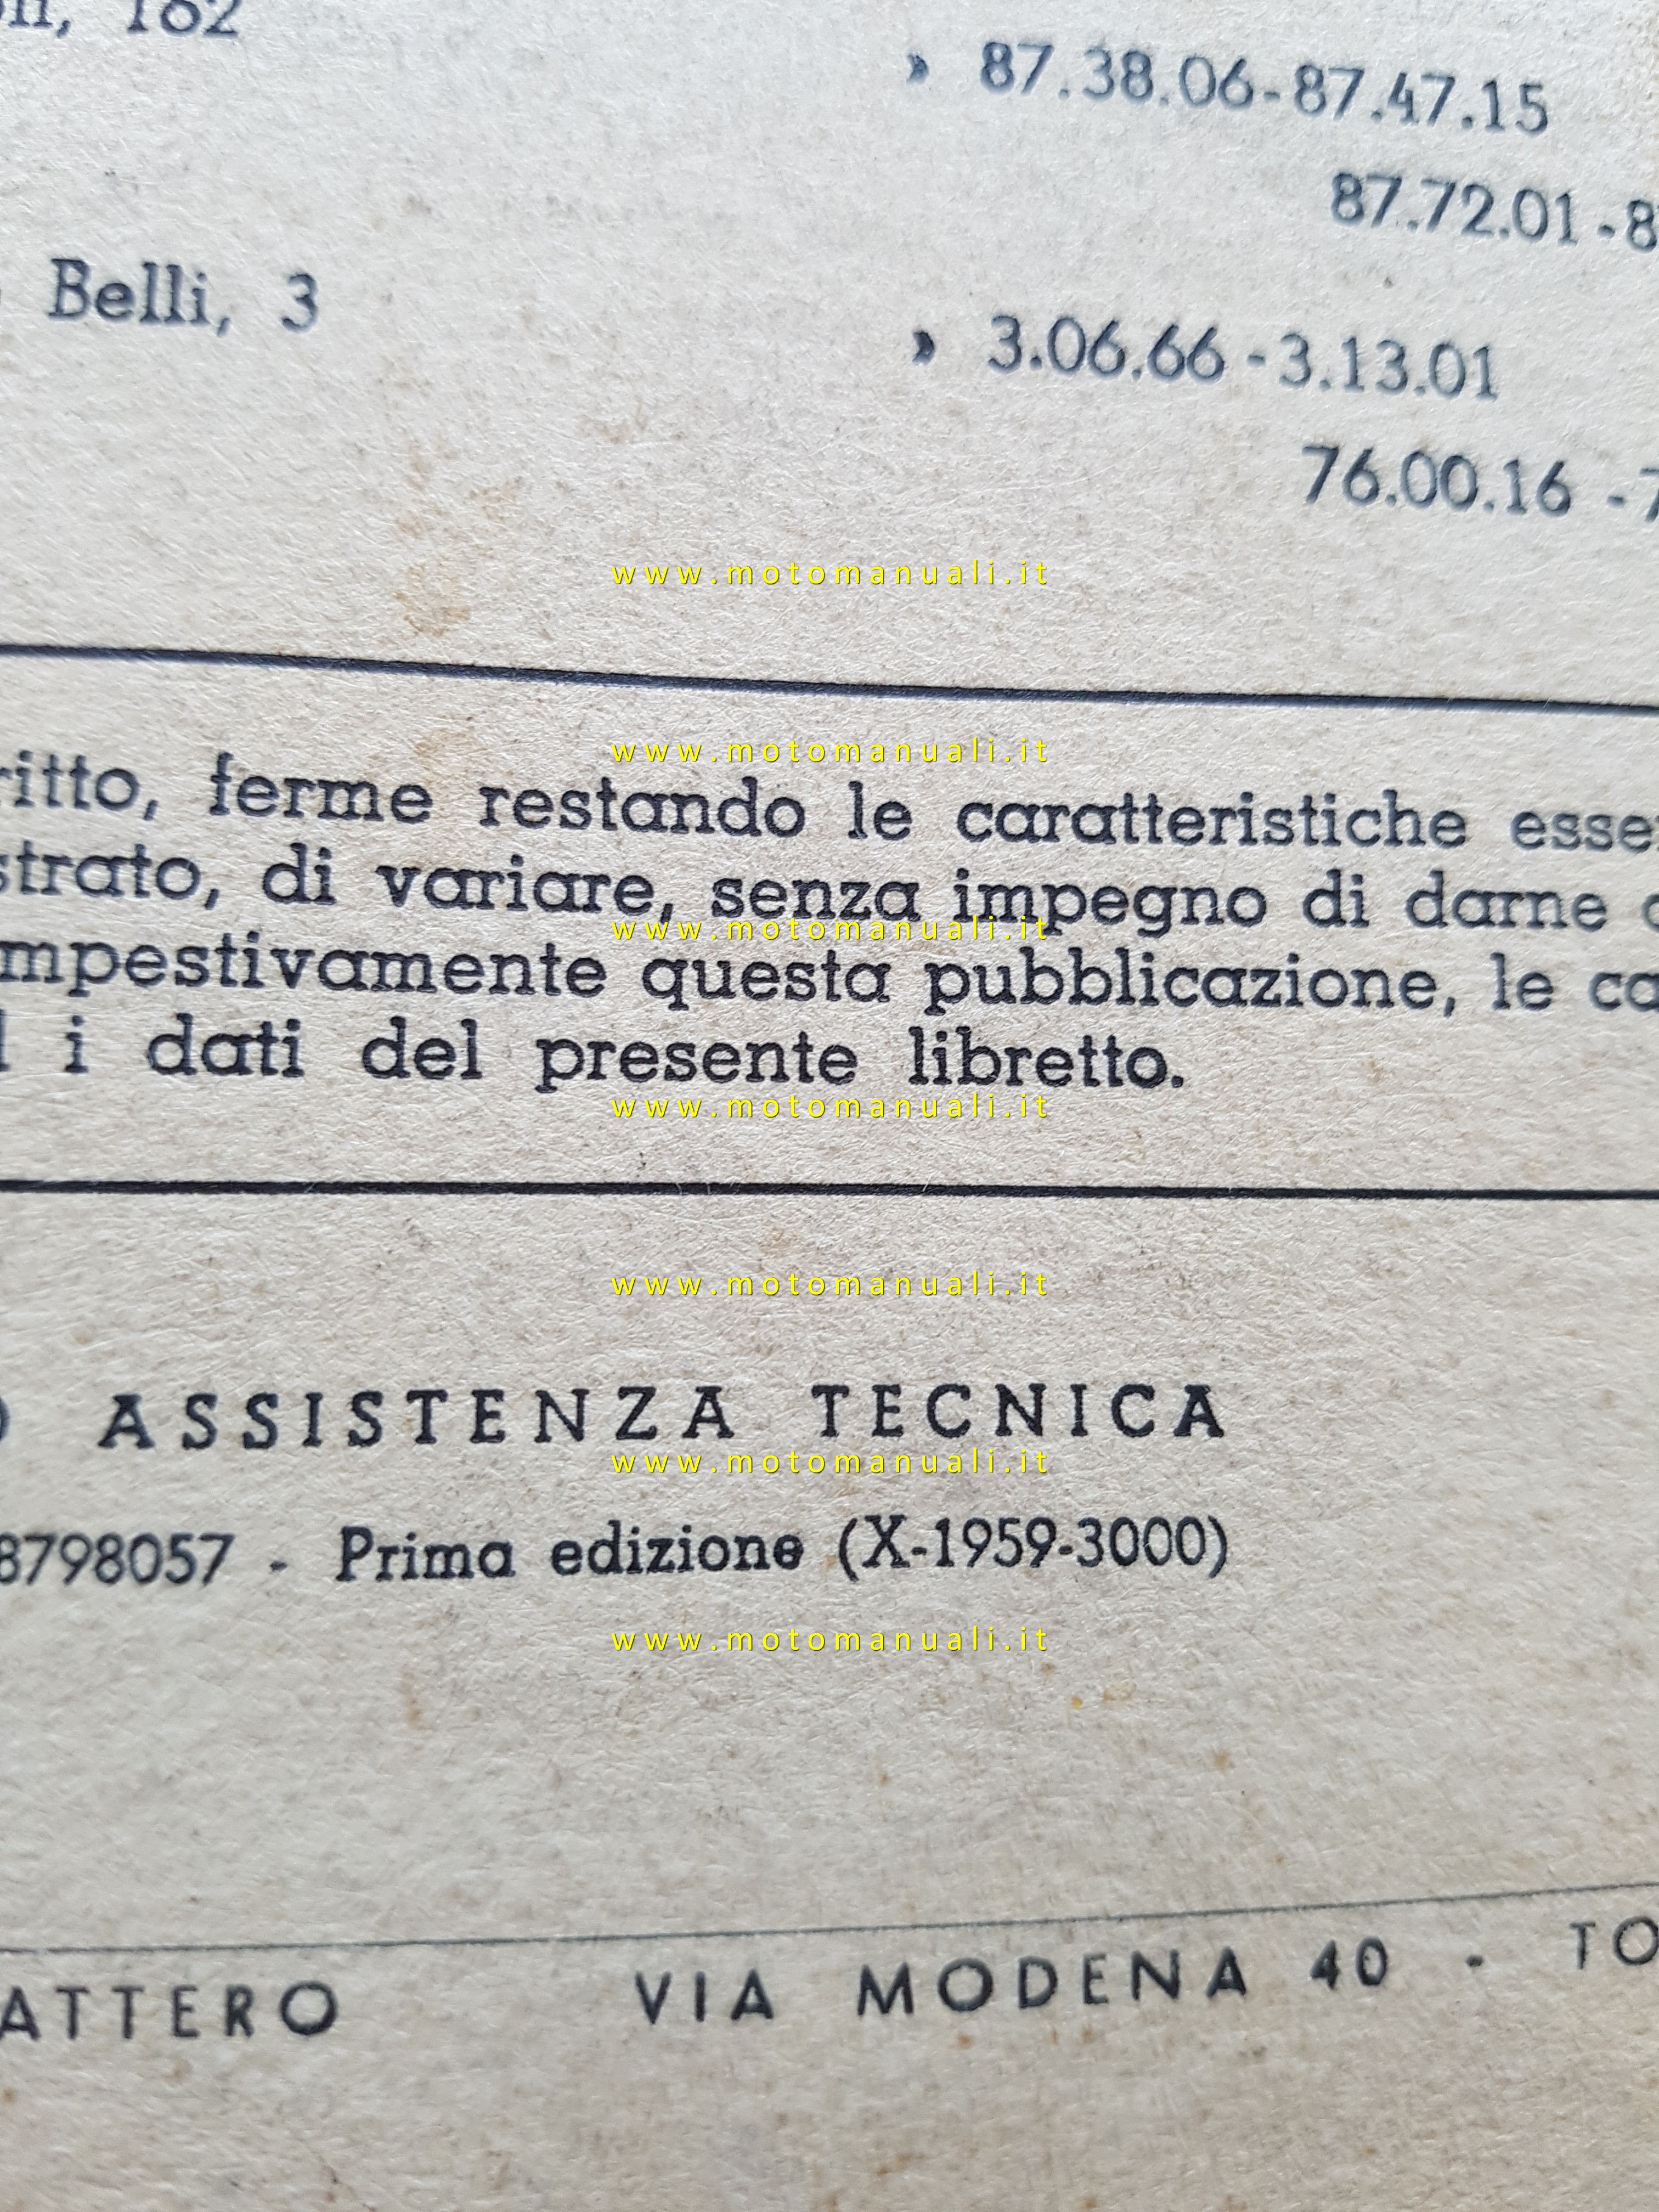 162
» 87.38.06-87.47.15
87.72.01-8
Belli, 3
» 3.06.66-3.13.01
76.00.16 -7
www.motomanuali.it
www.motomanuali.it
ritto, ferme restando le caratteristiche esse
strato, di variare, senza impegno di darne
www.motomanuali.it
mpestivamente questa pubblicazione, le ca
i dati del presente libretto.
www.motomanuali.it
www.motomanuali.it
ASSISTENZA TECNICA
www.motomanuali.it
8798057 - Prima edizione (X-1959-3000)
www.motomanuali.it
ATTERO VIA MODENA 40 - TO